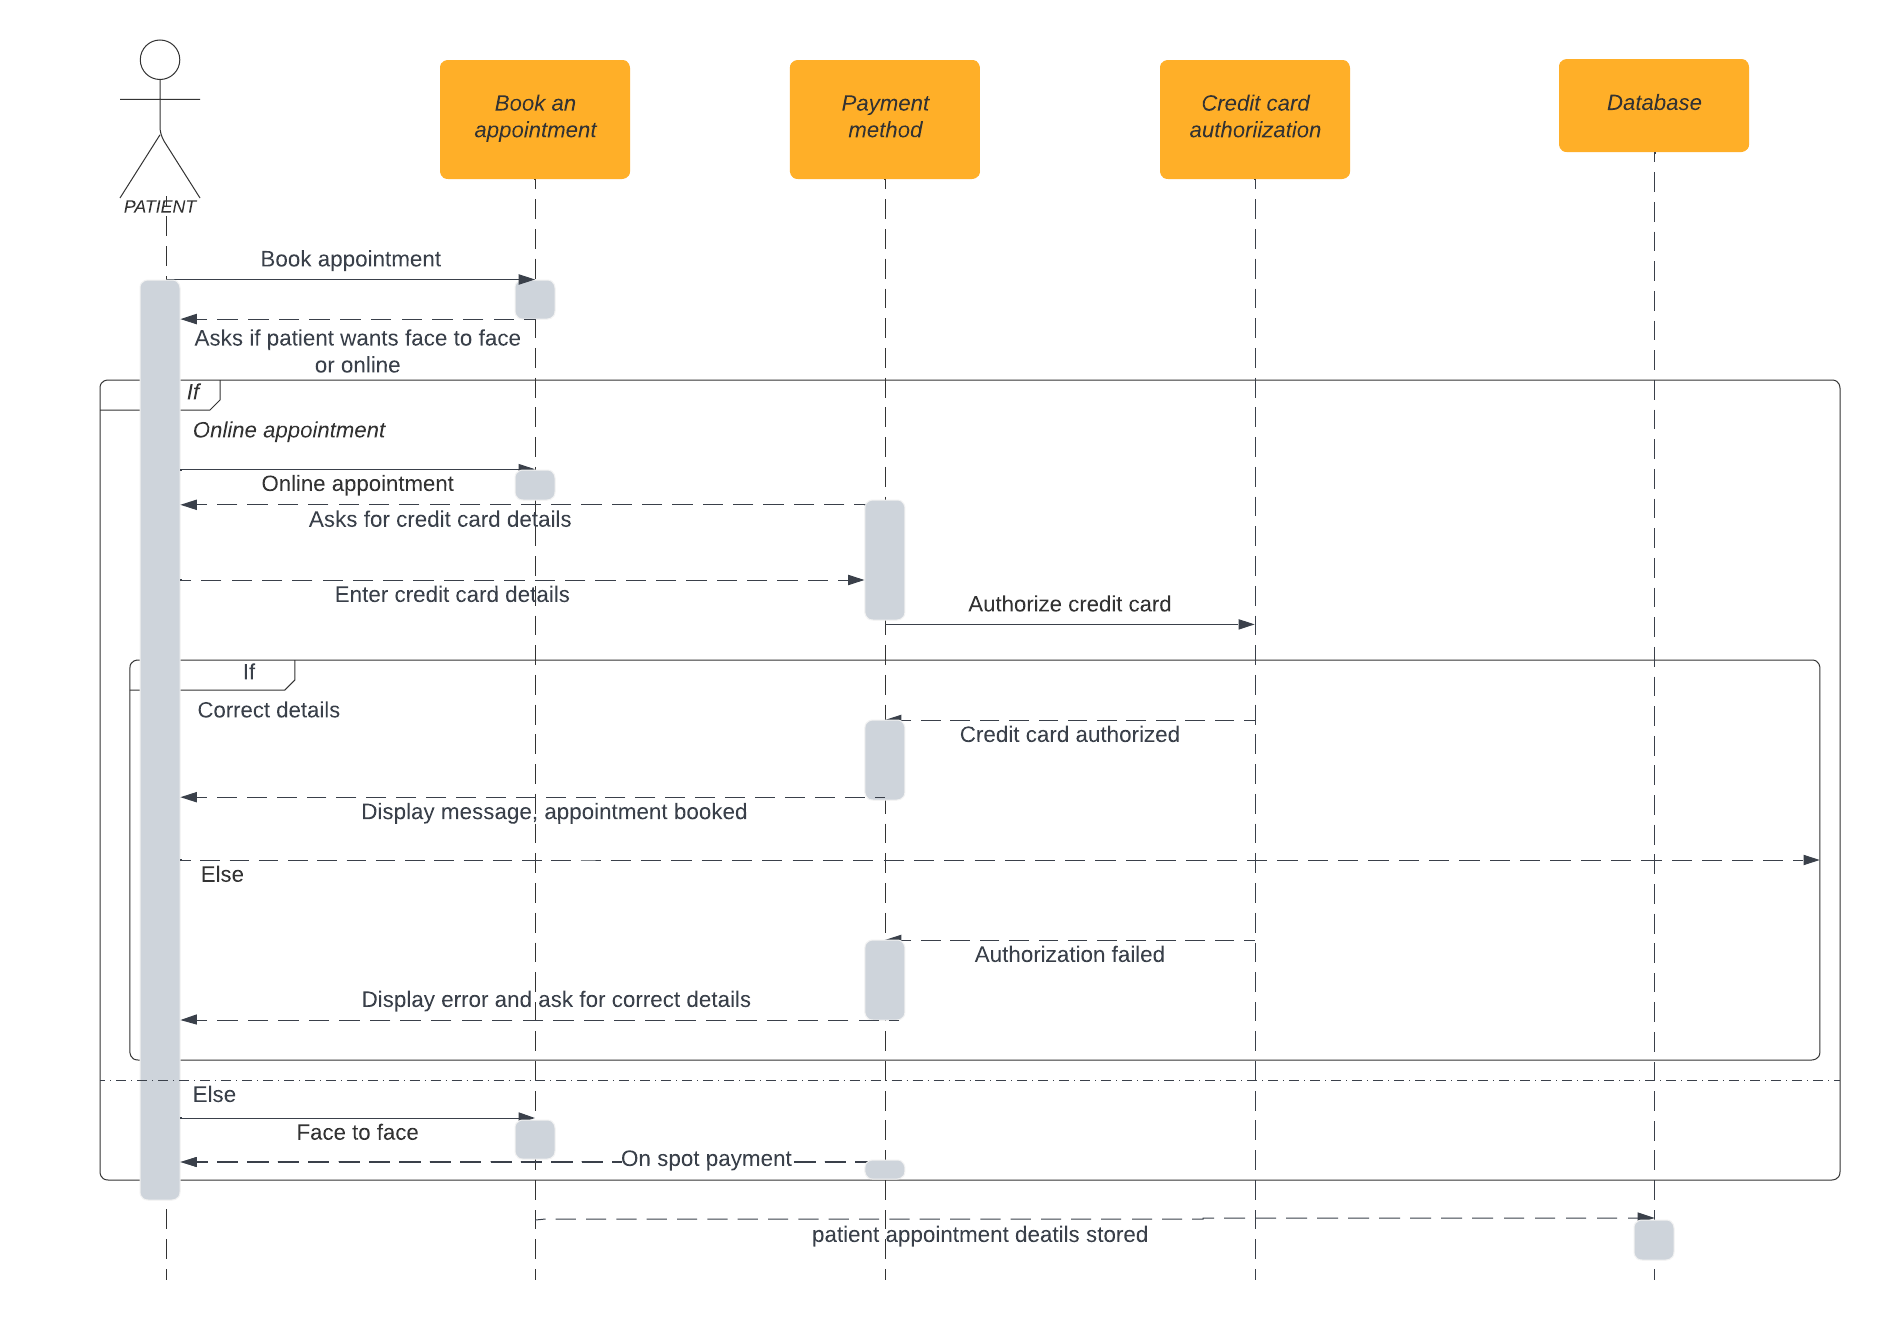 Book an
appointment
Payment
method
Credit card
authoriization
Database
PATIENT
Book appointment
Asks if patient wants face to face
or online
If
Online appointment
Online appointment
Asks for credit card details
Enter credit card details
Authorize credit card
If
Correct details
Credit card authorized
Display message, appointment booked
Else
Authorization failed
Display error and ask for correct details
Else
Face to face
On spot payment
patient appointment deatils stored